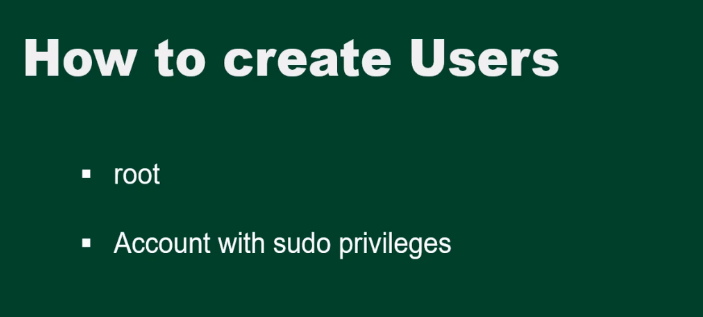 How to create Users
▪ root
▪ Account with sudo privileges